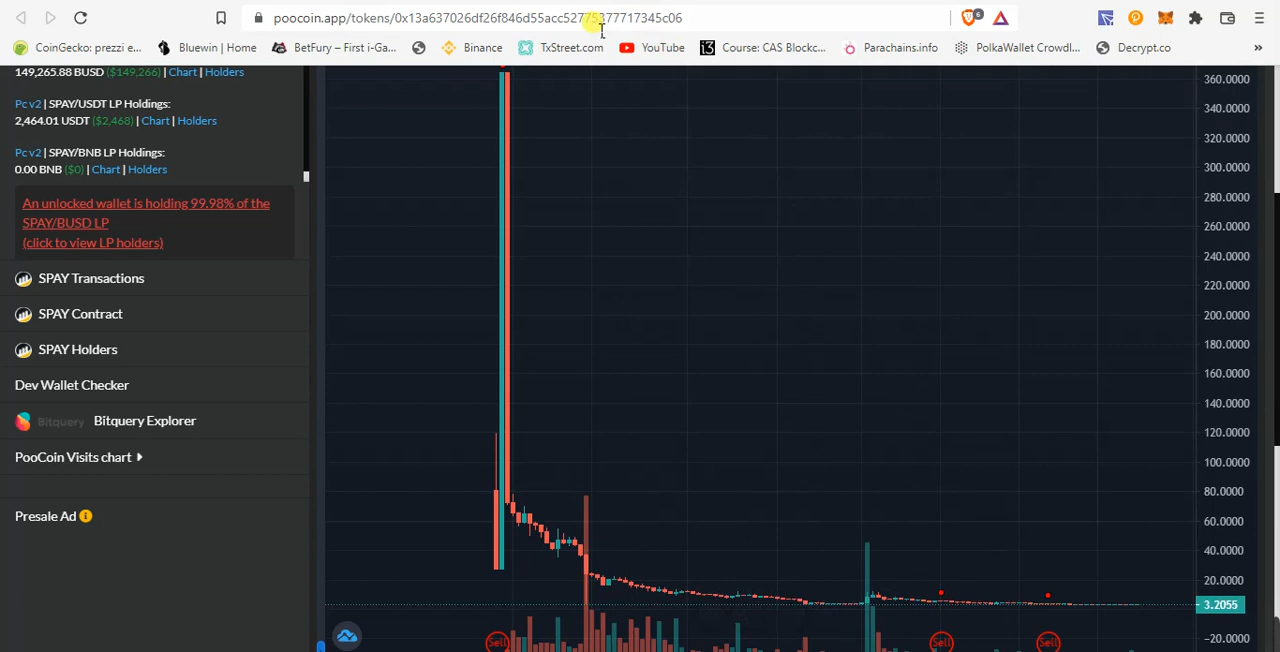 poocoin.app/tokens/0x13a637026df26f846d55acc52775377717345c06
6
CoinGecko: prezzi e...
Bluewin | Home
BetFury – First i-Ga...
Binance
TxStreet.com
YouTube
i3
Course: CAS Blockc...
Parachains.info
PolkaWallet Crowdl...
Decrypt.co
»
149,265.88 BUSD ($149,266) | Chart | Holders
Pc v2 | SPAY/USDT LP Holdings:
2,464.01 USDT ($2,468) | Chart | Holders
Pc v2 | SPAY/BNB LP Holdings:
0.00 BNB ($0) | Chart | Holders
An unlocked wallet is holding 99.98% of the
SPAY/BUSD LP
(click to view LP holders)
SPAY Transactions
SPAY Contract
SPAY Holders
Dev Wallet Checker
Bitquery Bitquery Explorer
PooCoin Visits chart
Presale Ad
360.0000
340.0000
320.0000
300.0000
280.0000
260.0000
240.0000
220.0000
200.0000
180.0000
160.0000
140.0000
120.0000
100.0000
80.0000
60.0000
40.0000
20.0000
3.2055
−20.0000
Sell
Sell
Sell